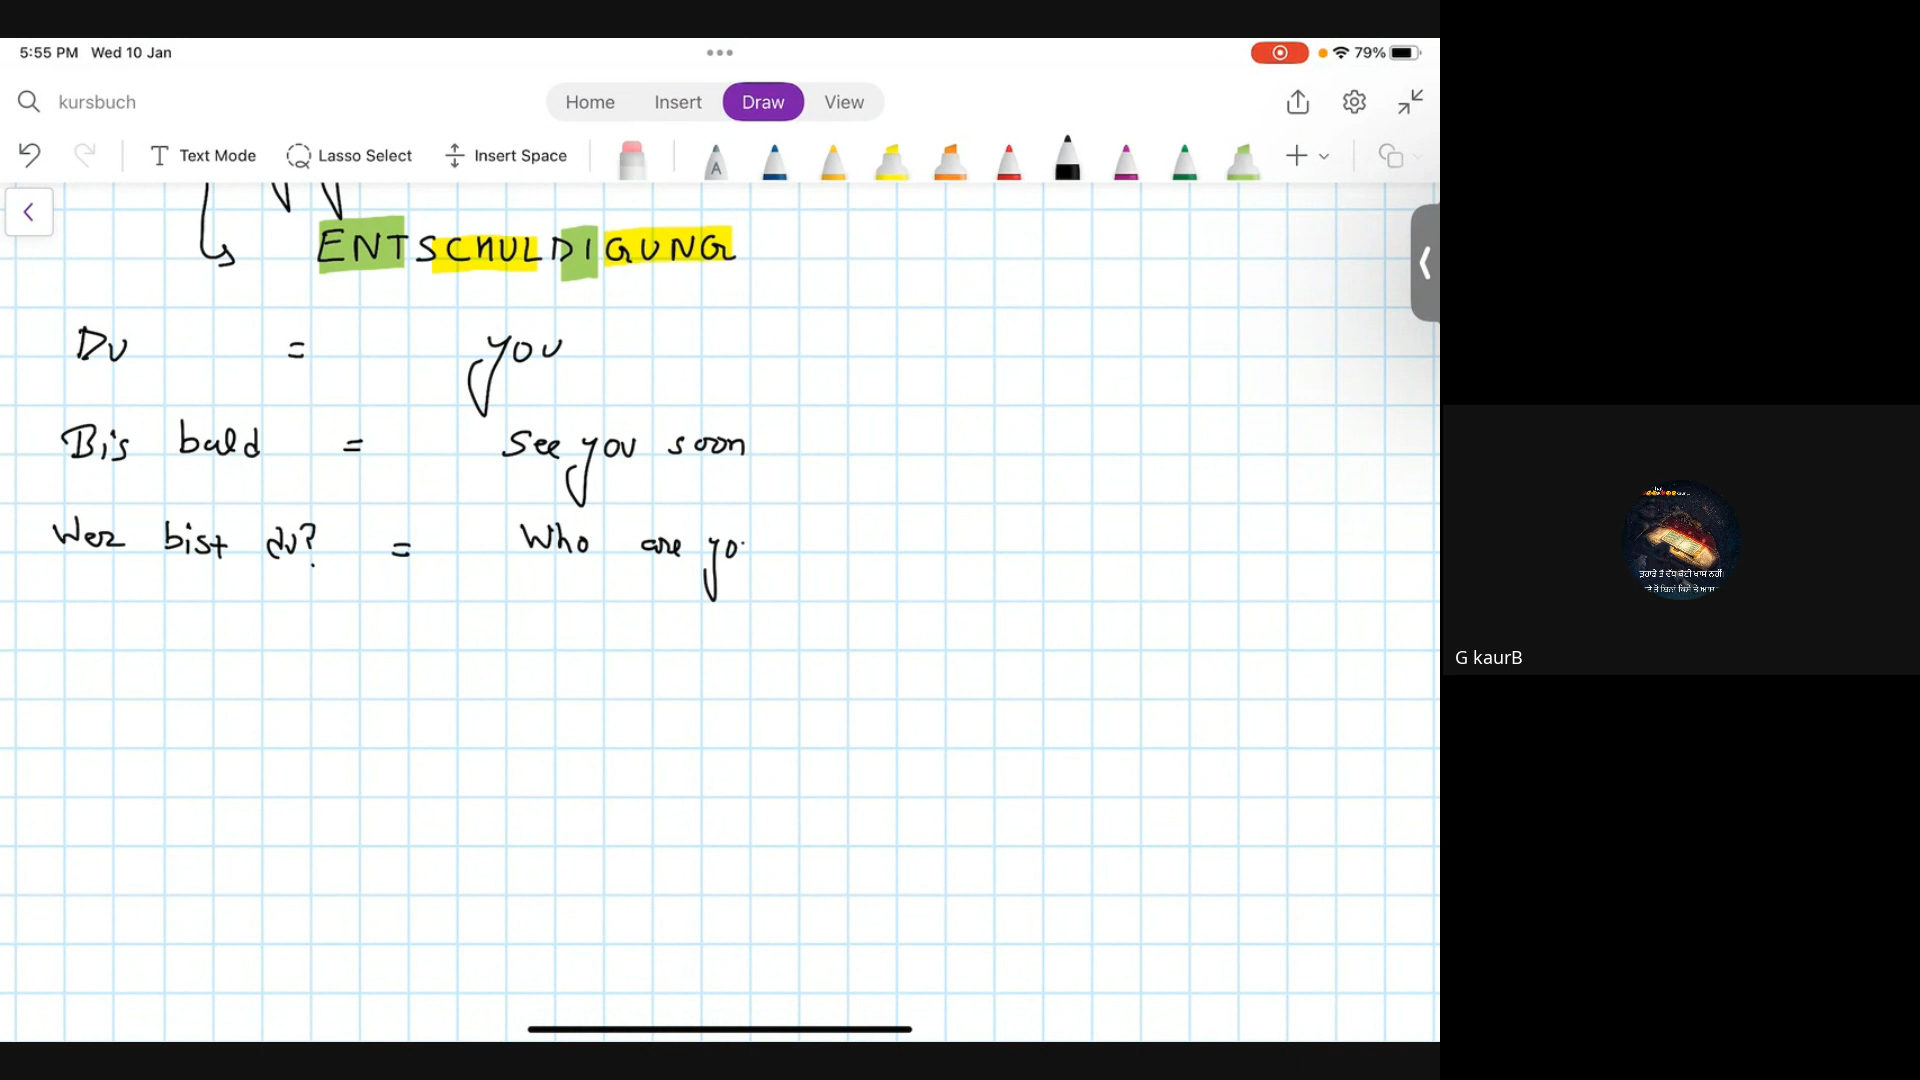 5:55 PM Wed 10 Jan
79%
kursbuch
Home Insert Draw View
Text Mode Lasso Select Insert Space
A
ENTSCHULDIGUNG
Du = you
Bis bald = See you soon
Wer bist du? = Who are yo
G kaurB